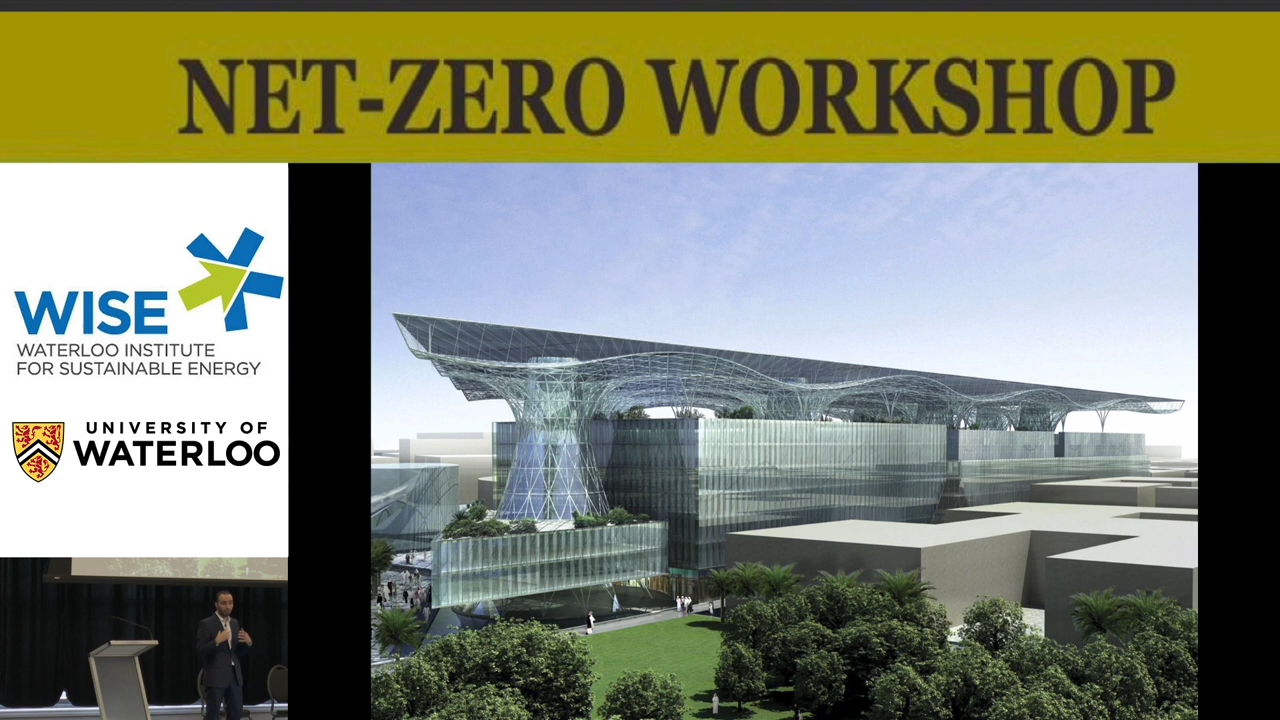 NET-ZERO WORKSHOP
WISE
WATERLOO INSTITUTE
FOR SUSTAINABLE ENERGY
UNIVERSITY OF
WATERLOO